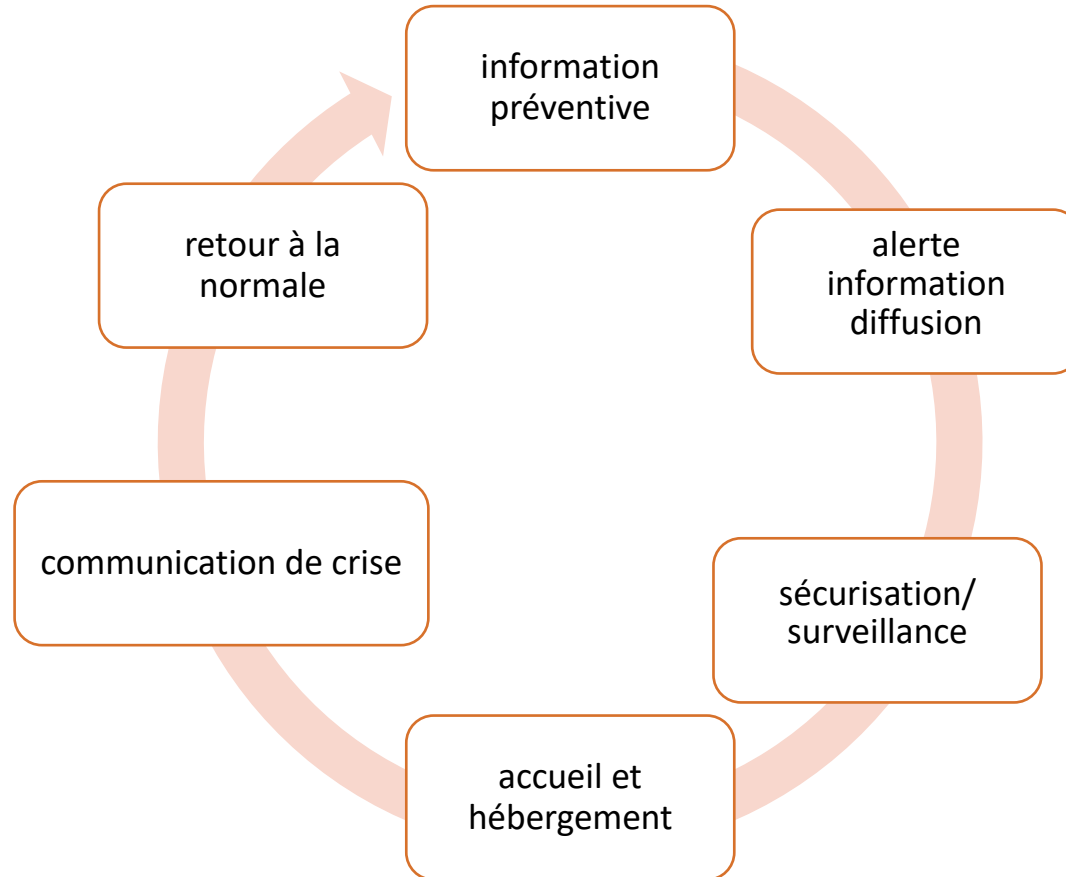 information
préventive
alerte
information
diffusion
sécurisation/
surveillance
accueil et
hébergement
communication de crise
retour à la
normale